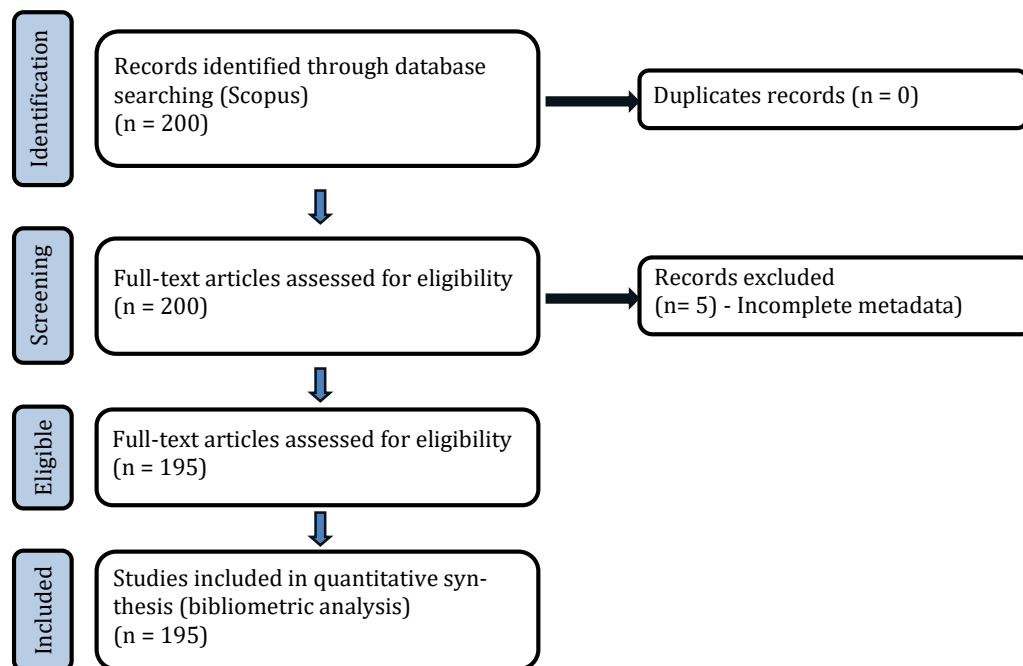 Identification
Records identified through database
searching (Scopus)
(n = 200)
Duplicates records (n = 0)
Screening
Full-text articles assessed for eligibility
(n = 200)
Records excluded
(n= 5) - Incomplete metadata)
Eligible
Full-text articles assessed for eligibility
(n = 195)
Included
Studies included in quantitative syn-
thesis (bibliometric analysis)
(n = 195)